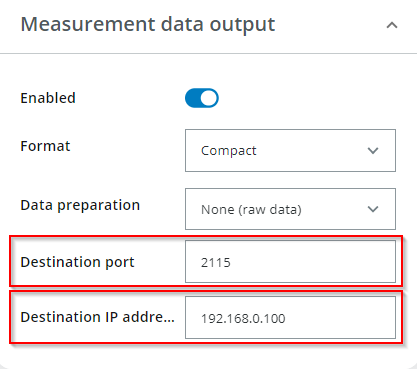 Measurement data output
Enabled
Format
Compact
Data preparation
None (raw data)
Destination port
2115
Destination IP addre...
192.168.0.100